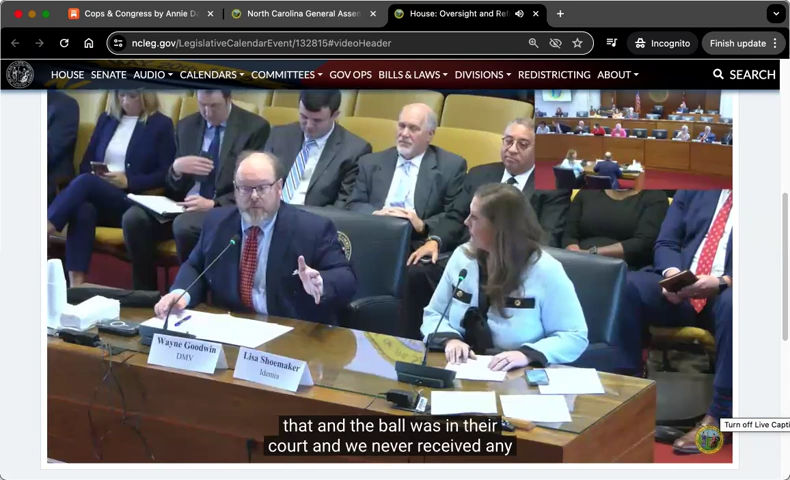 Cops & Congress by Annie D
North Carolina General Asse
House: Oversight and Re
ncleg.gov/LegislativeCalendarEvent/132815#videoHeader
Incognito
Finish update
HOUSE SENATE AUDIO CALENDARS COMMITTEES GOV OPS BILLS & LAWS DIVISIONS REDISTRICTING ABOUT SEARCH
Wayne Goodwin
DMV
Lisa Shoemaker
Idemia
that and the ball was in their
court and we never received any
Turn off Live Capti